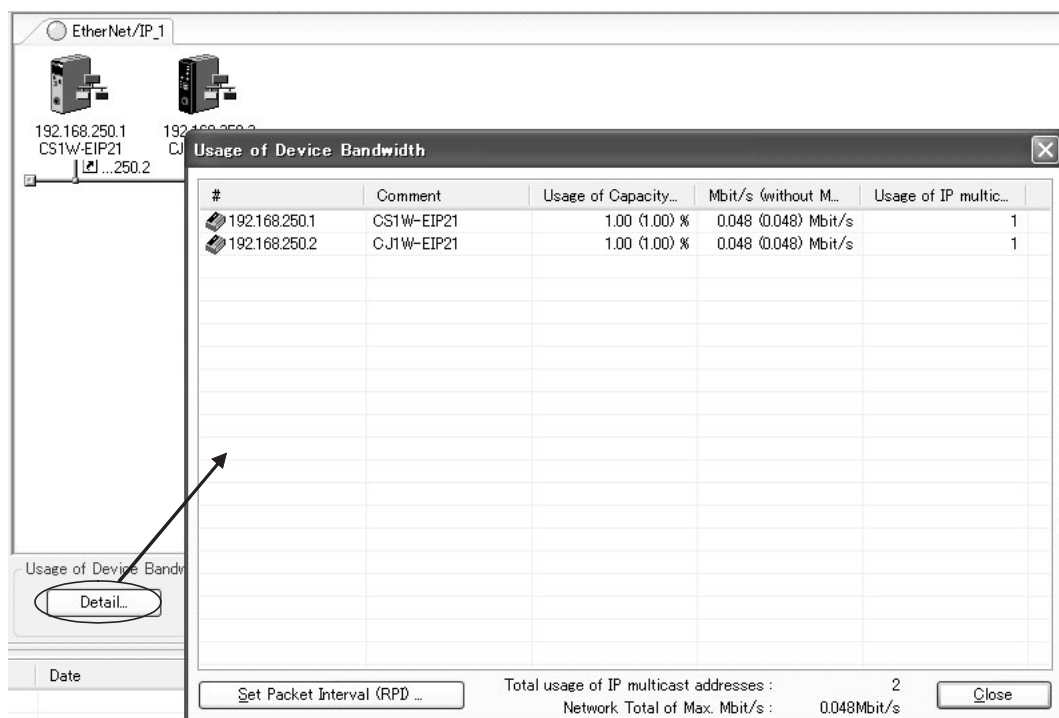 EtherNet/IP_1
192.168.250.1
CS1W-EIP21
...250.2
Usage of Device Bandwidth
# Comment Usage of Capacity... Mbit/s (without M... Usage of IP multic...
192.168.250.1 CS1W-EIP21 1.00 (1.00) % 0.048 (0.048) Mbit/s 1
192.168.250.2 CJ1W-EIP21 1.00 (1.00) % 0.048 (0.048) Mbit/s 1
Usage of Device
Detail...
Date
Set Packet Interval (RPI) ...
Total usage of IP multicast addresses : 2
Network Total of Max. Mbit/s : 0.048Mbit/s
Close